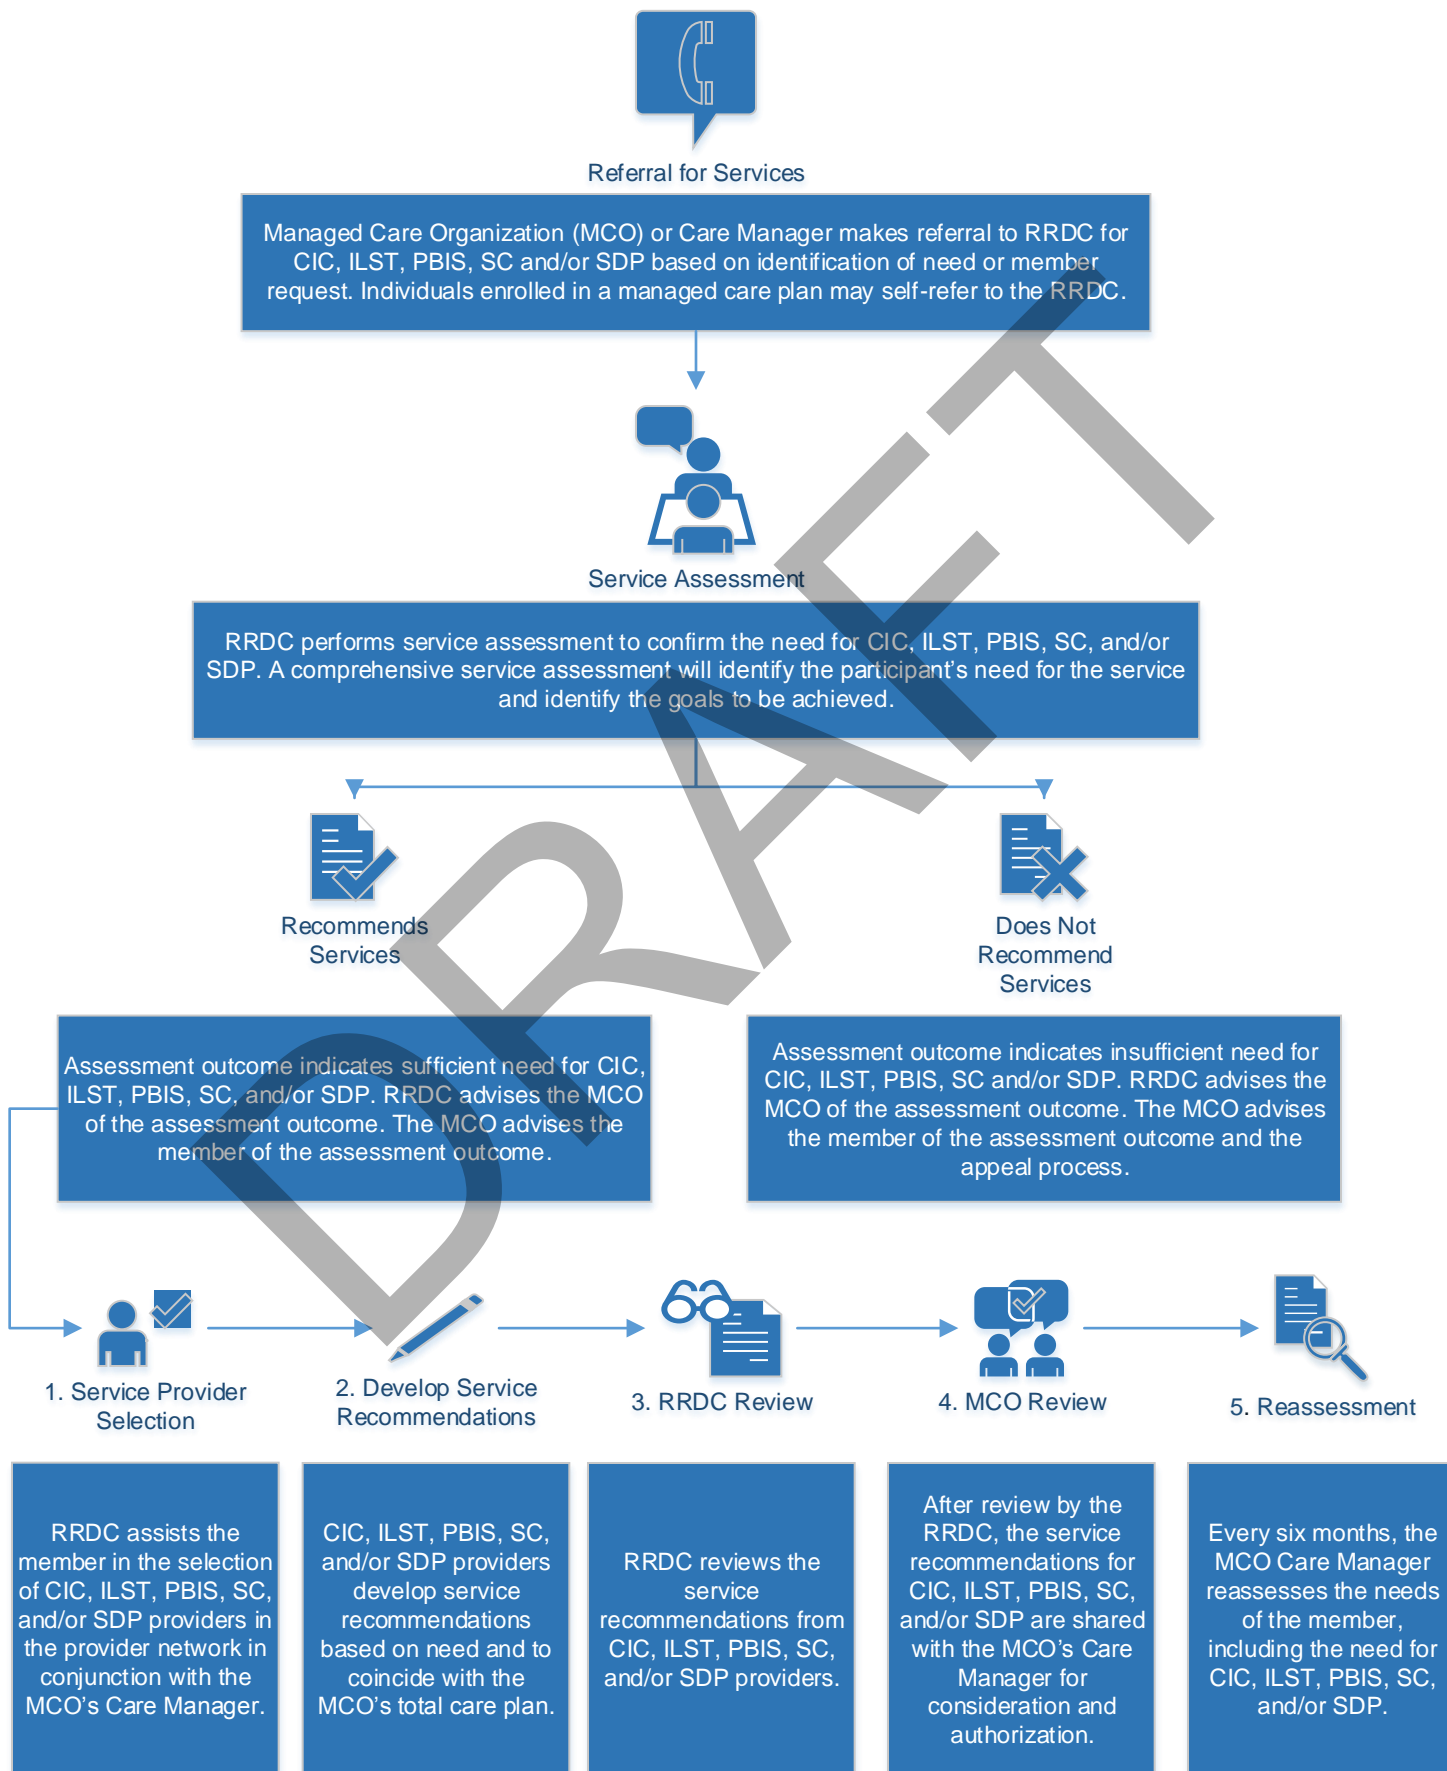 Referral for Services
Managed Care Organization (MCO) or Care Manager makes referral to RRDC for
CIC, ILST, PBIS, SC and/or SDP based on identification of need or member
request. Individuals enrolled in a managed care plan may self-refer to the RRDC.
Service Assessment
RRDC performs service assessment to confirm the need for CIC, ILST, PBIS, SC, and/or
SDP. A comprehensive service assessment will identify the participant’s need for the service
and identify the goals to be achieved.
Recommends
Services
Does Not
Recommend
Services
Assessment outcome indicates sufficient need for CIC,
ILST, PBIS, SC, and/or SDP. RRDC advises the MCO
of the assessment outcome. The MCO advises the
member of the assessment outcome.
Assessment outcome indicates insufficient need for
CIC, ILST, PBIS, SC and/or SDP. RRDC advises the
MCO of the assessment outcome. The MCO advises
the member of the assessment outcome and the
appeal process.
1. Service Provider
Selection
2. Develop Service
Recommendations
3. RRDC Review
4. MCO Review
5. Reassessment
RRDC assists the
member in the selection
of CIC, ILST, PBIS, SC,
and/or SDP providers in
the provider network in
conjunction with the
MCO’s Care Manager.
CIC, ILST, PBIS, SC,
and/or SDP providers
develop service
recommendations
based on need and to
coincide with the
MCO’s total care plan.
RRDC reviews the
service
recommendations from
CIC, ILST, PBIS, SC,
and/or SDP providers.
After review by the
RRDC, the service
recommendations for
CIC, ILST, PBIS, SC,
and/or SDP are shared
with the MCO’s Care
Manager for
consideration and
authorization.
Every six months, the
MCO Care Manager
reassesses the needs
of the member,
including the need for
CIC, ILST, PBIS, SC,
and/or SDP.
DRAFT